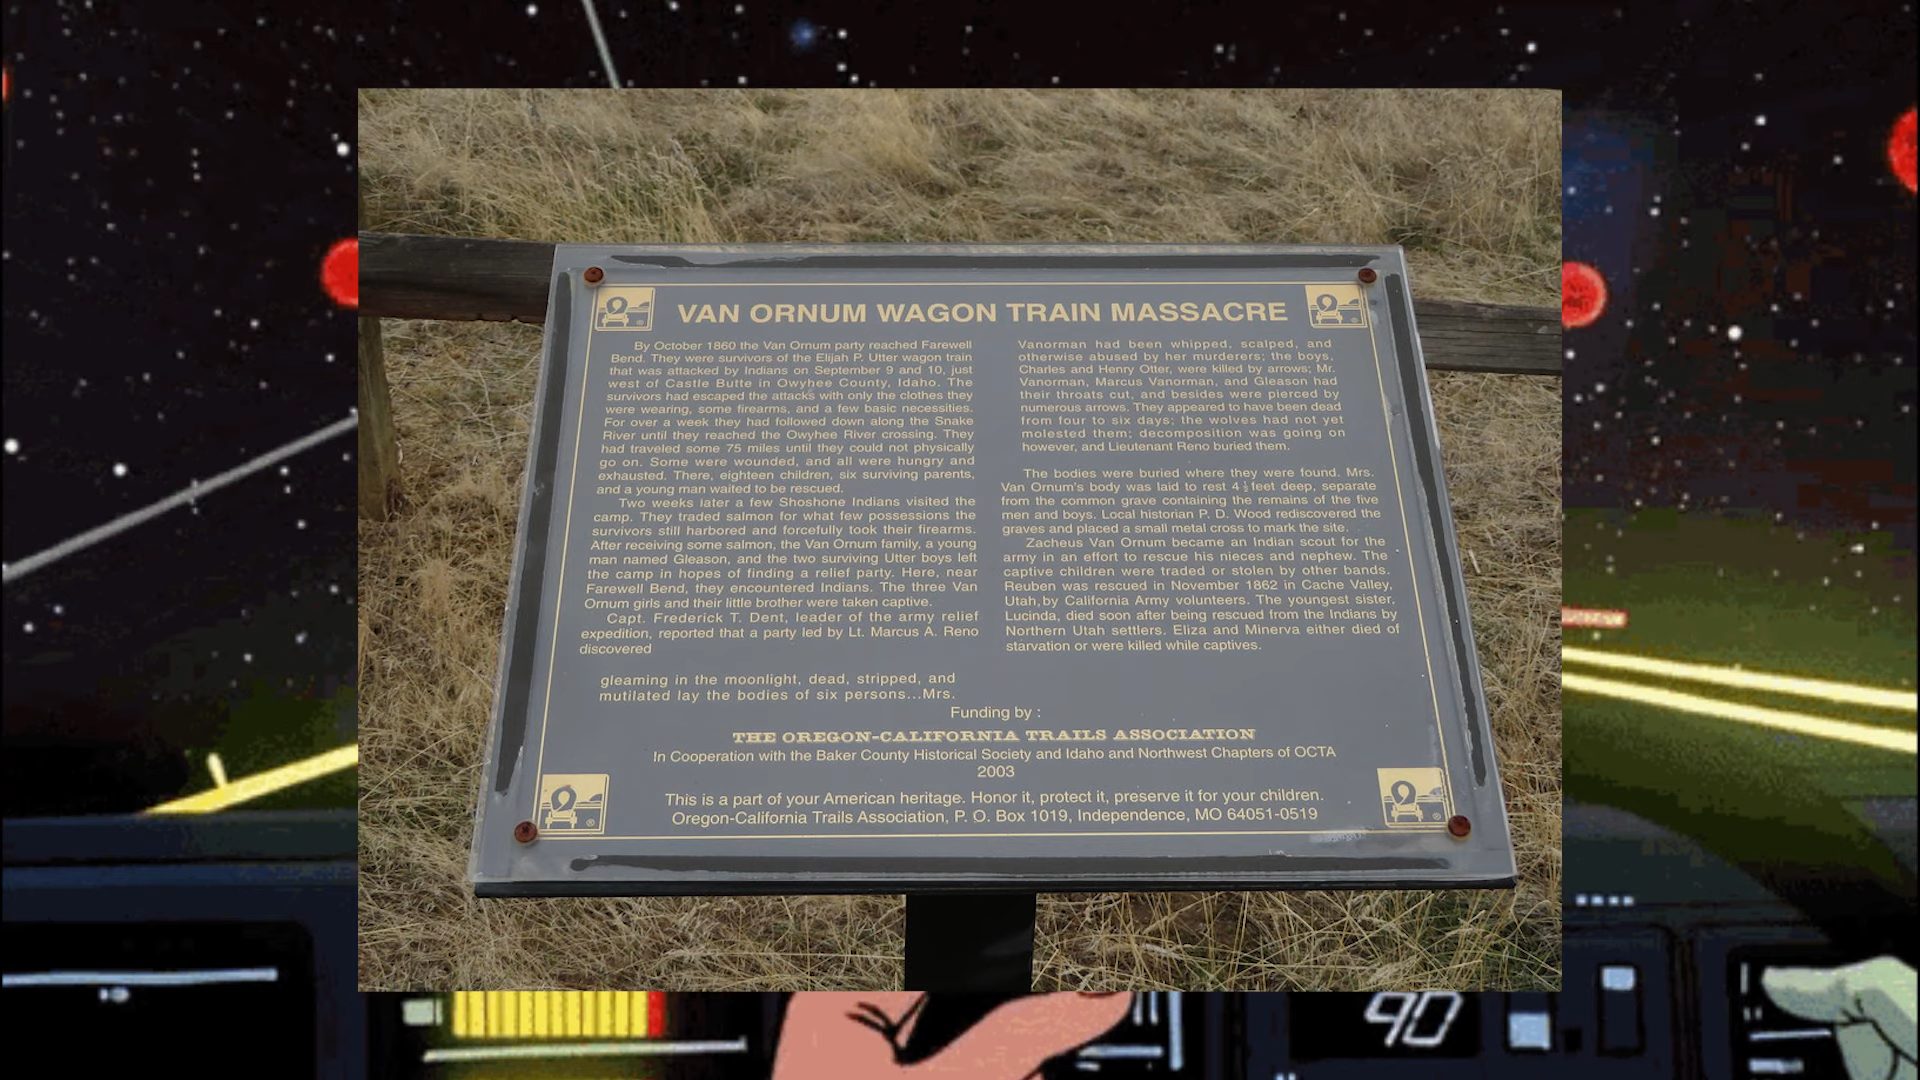 VAN ORNUM WAGON TRAIN MASSACRE
By October 1860 the Van Ornum party reached Farewell
Bend. They were survivors of the Elijah P. Utter wagon train
that was attacked by Indians on September 9 and 10, just
west of Castle Butte in Owyhee County, Idaho. The
survivors had escaped the attacks with only the clothes they
were wearing, some firearms, and a few basic necessities.
For over a week they had followed down along the Snake
River until they reached the Owyhee River crossing. They
had traveled some 75 miles until they could not physically
go on. Some were wounded, and all were hungry and
exhausted. There, eighteen children, six surviving parents,
and a young man waited to be rescued.
Two weeks later a few Shoshone Indians visited the
camp. They traded salmon for what few possessions the
survivors still harbored and forcefully took their firearms.
After receiving some salmon, the Van Ornum family, a young
man named Gleason, and the two surviving Utter boys left
the camp in hopes of finding a relief party. Here, near
Farewell Bend, they encountered Indians. The three Van
Ornum girls and their little brother were taken captive.
Capt. Frederick T. Dent, leader of the army relief
expedition, reported that a party led by Lt. Marcus A. Reno
discovered
gleaming in the moonlight, dead, stripped, and
mutilated lay the bodies of six persons...Mrs.
Vanorman had been whipped, scalped, and
otherwise abused by her murderers; the boys,
Charles and Henry Otter, were killed by arrows; Mr.
Vanorman, Marcus Vanorman, and Gleason had
their throats cut, and besides were pierced by
numerous arrows. They appeared to have been dead
from four to six days; the wolves had not yet
molested them; decomposition was going on
however, and Lieutenant Reno buried them.
The bodies were buried where they were found. Mrs.
Van Ornum's body was laid to rest 4½ feet deep, separate
from the common grave containing the remains of the five
men and boys. Local historian P. D. Wood rediscovered the
graves and placed a small metal cross to mark the site.
Zacheus Van Ornum became an Indian scout for the
army in an effort to rescue his nieces and nephew. The
captive children were traded or stolen by other bands.
Reuben was rescued in November 1862 in Cache Valley,
Utah, by California Army volunteers. The youngest sister,
Lucinda, died soon after being rescued from the Indians by
Northern Utah settlers. Eliza and Minerva either died of
starvation or were killed while captives.
Funding by :
THE OREGON-CALIFORNIA TRAILS ASSOCIATION
In Cooperation with the Baker County Historical Society and Idaho and Northwest Chapters of OCTA
2003
This is a part of your American heritage. Honor it, protect it, preserve it for your children.
Oregon-California Trails Association, P. O. Box 1019, Independence, MO 64051-0519
90